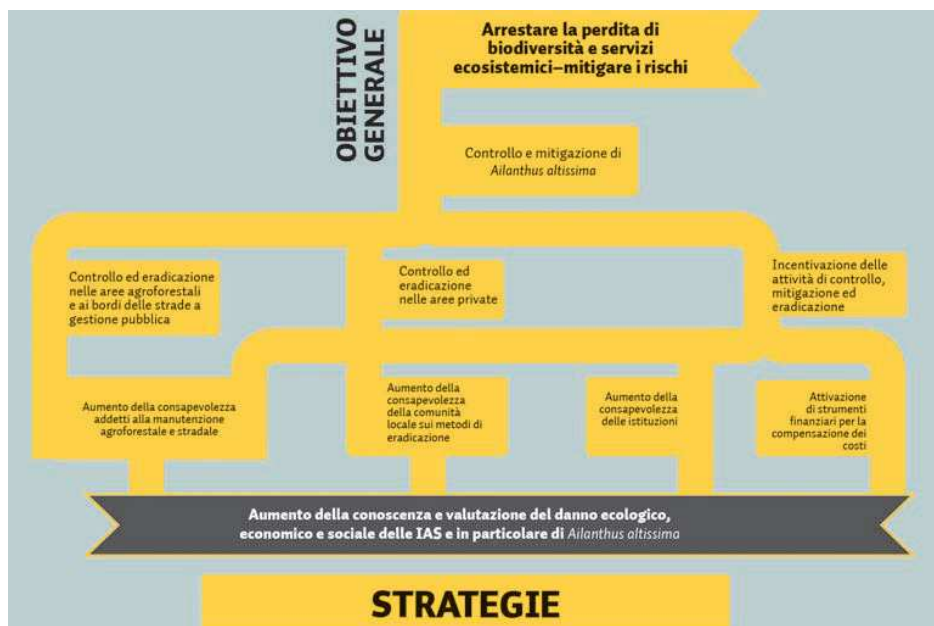 OBIETTIVO
GENERALE
Arrestare la perdita di
biodiversità e servizi
ecosistemici–mitigare i rischi
Controllo e mitigazione di
Ailanthus altissima
Controllo ed eradicazione
nelle aree agroforestali
e ai bordi delle strade a
gestione pubblica
Controllo ed
eradicazione
nelle aree private
Incentivazione delle
attività di controllo,
mitigazione ed
eradicazione
Aumento della consapevolezza
addetti alla manutenzione
agroforestale e stradale
Aumento della
consapevolezza
della comunità
locale sui metodi di
eradicazione
Aumento della
consapevolezza
delle istituzioni
Attivazione
di strumenti
finanziari per la
compensazione dei
costi
Aumento della conoscenza e valutazione del danno ecologico,
economico e sociale delle IAS e in particolare di Ailanthus altissima
STRATEGIE